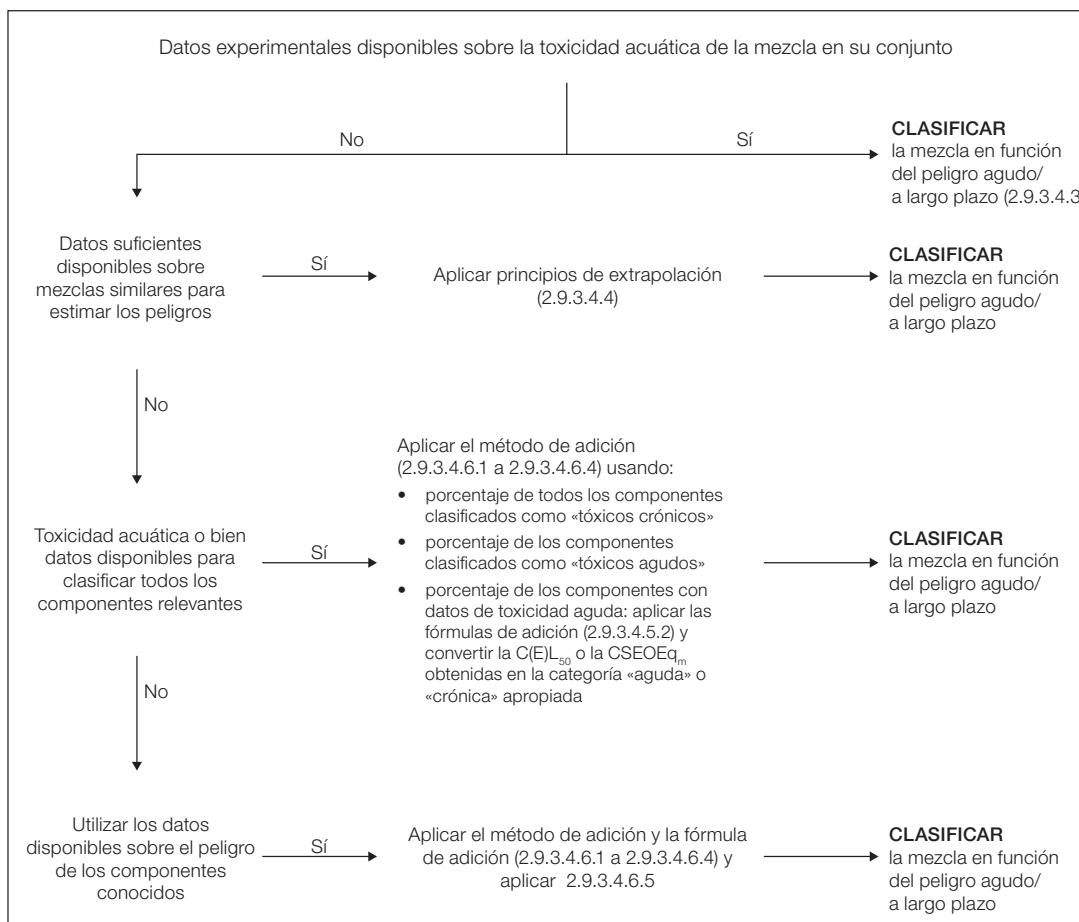 Datos experimentales disponibles sobre la toxicidad acuática de la mezcla en su conjunto
No
Sí
CLASIFICAR
la mezcla en función
del peligro agudo/
a largo plazo (2.9.3.4.3
Datos suficientes
disponibles sobre
mezclas similares para
estimar los peligros
Sí
Aplicar principios de extrapolación
(2.9.3.4.4)
CLASIFICAR
la mezcla en función
del peligro agudo/
a largo plazo
No
Toxicidad acuática o bien
datos disponibles para
clasificar todos los
componentes relevantes
Sí
Aplicar el método de adición
(2.9.3.4.6.1 a 2.9.3.4.6.4) usando:
• porcentaje de todos los componentes
clasificados como «tóxicos crónicos»
• porcentaje de los componentes
clasificados como «tóxicos agudos»
• porcentaje de los componentes con
datos de toxicidad aguda: aplicar las
fórmulas de adición (2.9.3.4.5.2) y
convertir la C(E)L50 o la CSEOEqm
obtenidas en la categoría «aguda» o
«crónica» apropiada
CLASIFICAR
la mezcla en función
del peligro agudo/
a largo plazo
No
Utilizar los datos
disponibles sobre el peligro
de los componentes
conocidos
Sí
Aplicar el método de adición y la fórmula
de adición (2.9.3.4.6.1 a 2.9.3.4.6.4) y
aplicar 2.9.3.4.6.5
CLASIFICAR
la mezcla en función
del peligro agudo/
a largo plazo